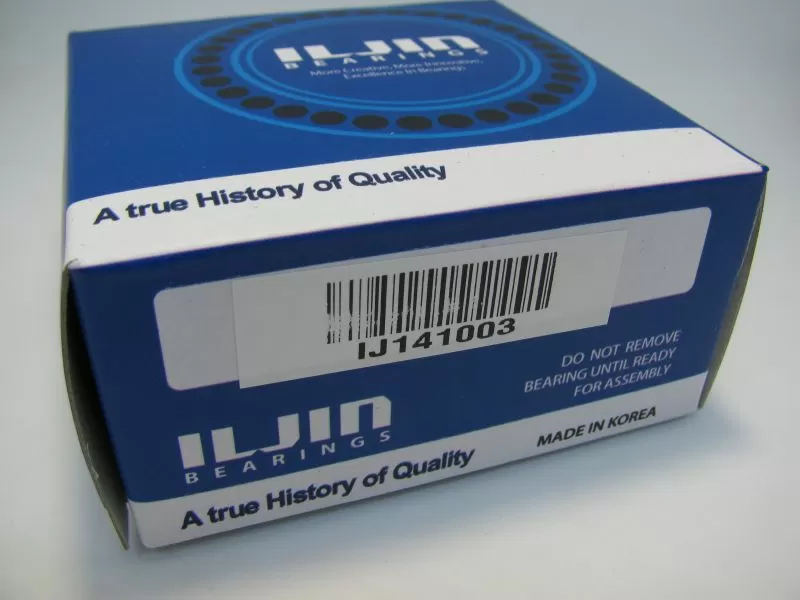 ILJIN
BEARINGS
More Creative, More Innovative,
Excellence In Bearings
A true History of Quality
IJ141003
DO NOT REMOVE
BEARING UNTIL READY
FOR ASSEMBLY
ILJIN
BEARINGS
MADE IN KOREA
A true History of Quality